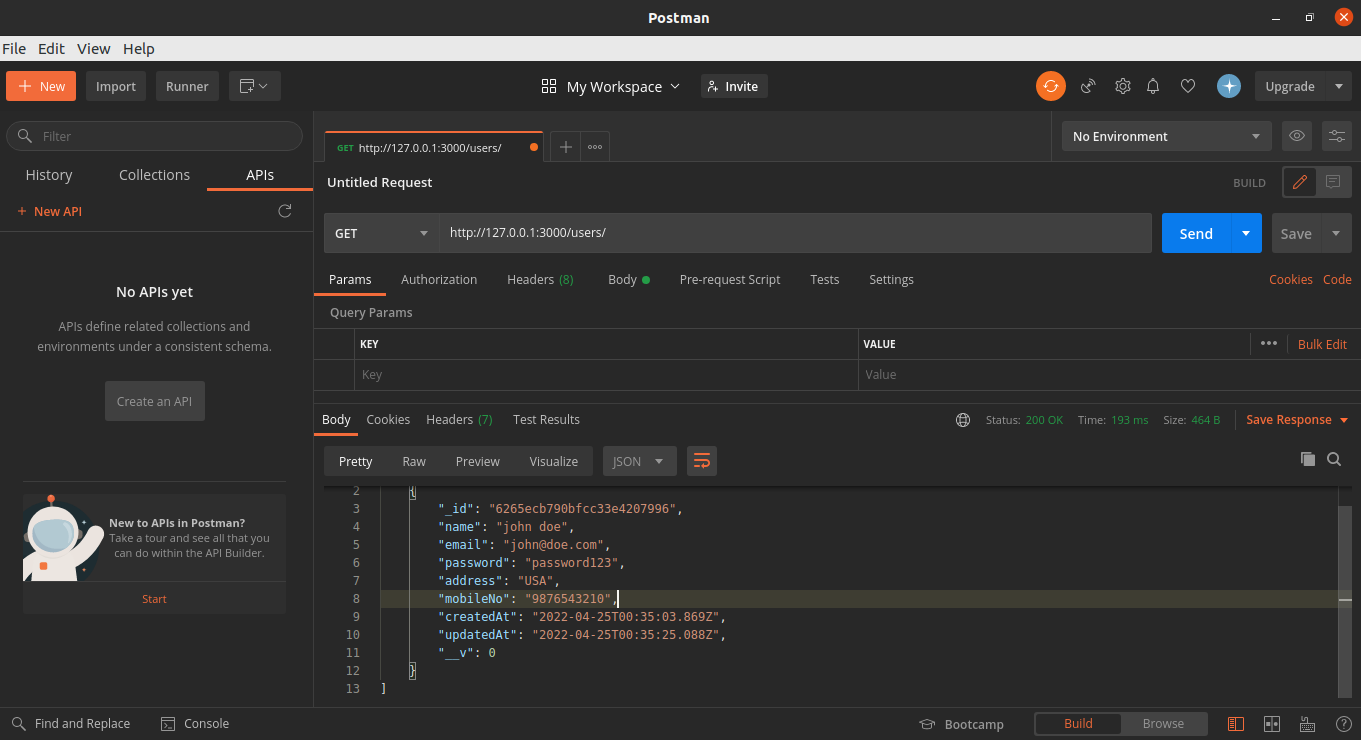 Postman
File Edit View Help
New Import Runner My Workspace Invite Upgrade
Filter
History Collections APIs
New API
No APIs yet
APIs define related collections and
environments under a consistent schema.
Create an API
New to APIs in Postman?
Take a tour and see all that you
can do within the API Builder.
Start
GET http://127.0.0.1:3000/users/
No Environment
Untitled Request
BUILD
GET http://127.0.0.1:3000/users/
Send Save
Params Authorization Headers (8) Body Pre-request Script Tests Settings Cookies Code
Query Params
KEY VALUE Bulk Edit
Key Value
Body Cookies Headers (7) Test Results Status: 200 OK Time: 193 ms Size: 464 B Save Response
Pretty Raw Preview Visualize JSON
2 {
3 "_id": "6265ecb790bfcc33e4207996",
4 "name": "john doe",
5 "email": "john@doe.com",
6 "password": "password123",
7 "address": "USA",
8 "mobileNo": "9876543210",
9 "createdAt": "2022-04-25T00:35:03.869Z",
10 "updatedAt": "2022-04-25T00:35:25.088Z",
11 "__v": 0
12 }
13 ]
Find and Replace Console Bootcamp Build Browse